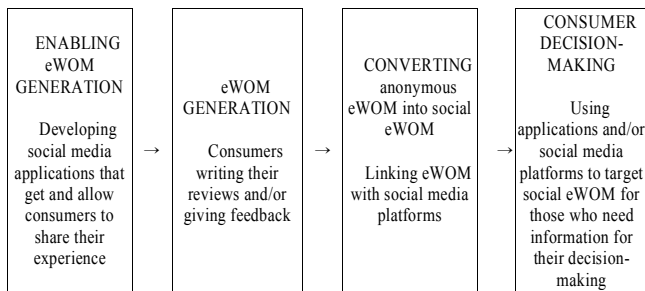 ENABLING
eWOM
GENERATION
Developing
social media
applications that
get and allow
consumers to
share their
experience
→
eWOM
GENERATION
Consumers
writing their
reviews and/or
giving feedback
→
CONVERTING
anonymous
eWOM into social
eWOM
Linking eWOM
with social media
platforms
→
CONSUMER
DECISION-
MAKING
Using
applications and/or
social media
platforms to target
social eWOM for
those who need
information for
their decision-
making